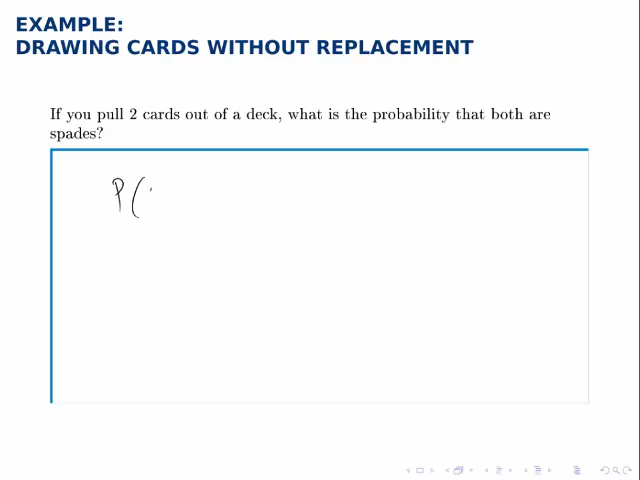 EXAMPLE:
DRAWING CARDS WITHOUT REPLACEMENT
If you pull 2 cards out of a deck, what is the probability that both are
spades?
P(